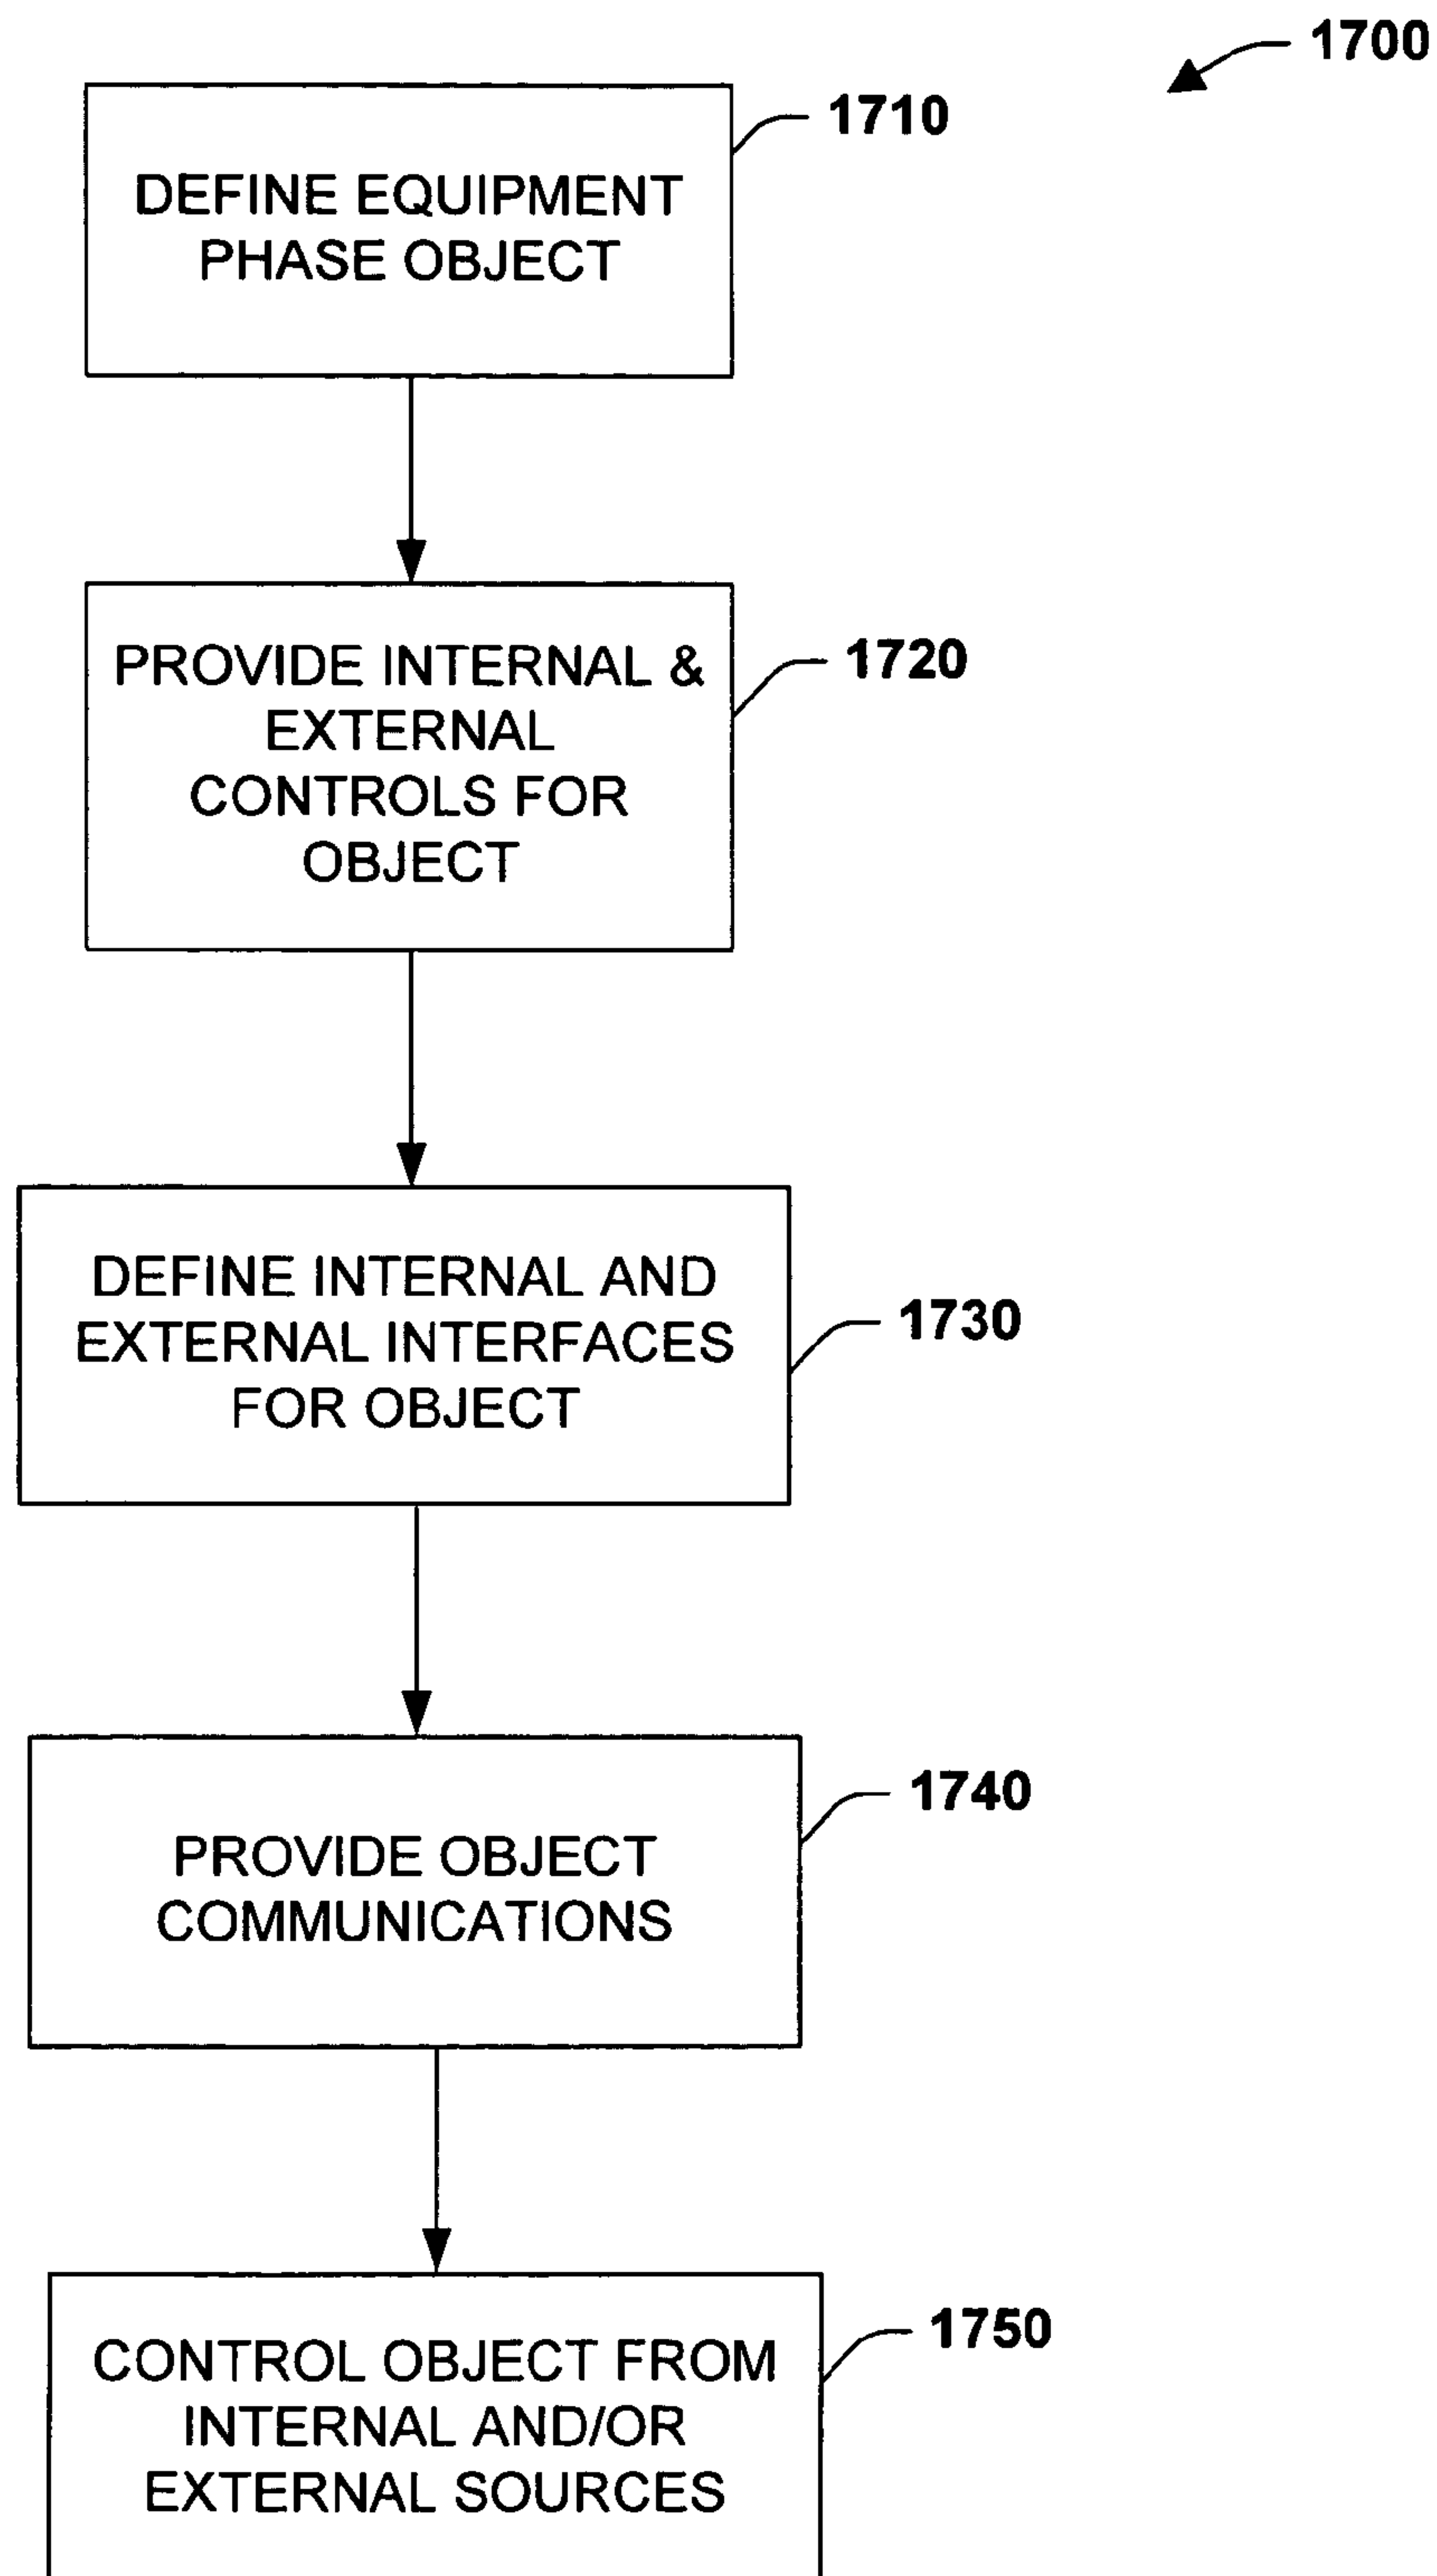 1700
1710
DEFINE EQUIPMENT
PHASE OBJECT
1720
PROVIDE INTERNAL &
EXTERNAL
CONTROLS FOR
OBJECT
1730
DEFINE INTERNAL AND
EXTERNAL INTERFACES
FOR OBJECT
1740
PROVIDE OBJECT
COMMUNICATIONS
1750
CONTROL OBJECT FROM
INTERNAL AND/OR
EXTERNAL SOURCES